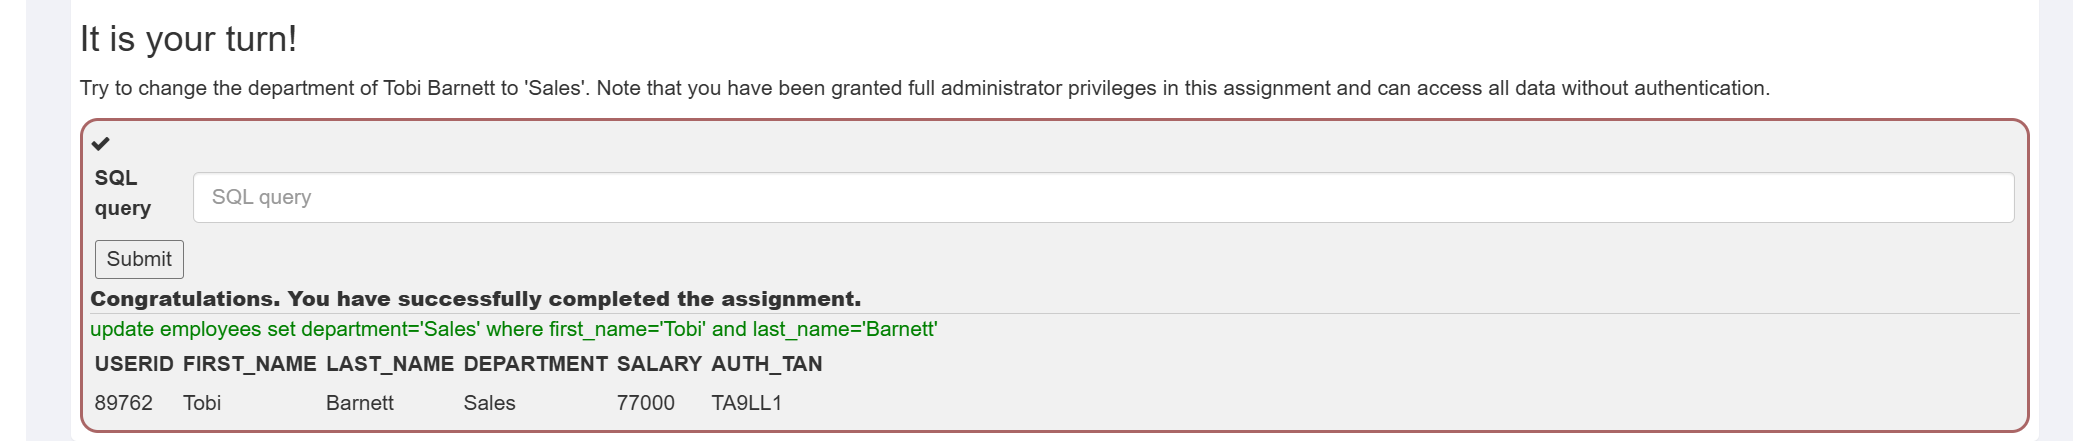 It is your turn!
Try to change the department of Tobi Barnett to 'Sales'. Note that you have been granted full administrator privileges in this assignment and can access all data without authentication.
SQL
query
SQL query
Submit
Congratulations. You have successfully completed the assignment.
update employees set department='Sales' where first_name='Tobi' and last_name='Barnett'
USERID FIRST_NAME LAST_NAME DEPARTMENT SALARY AUTH_TAN
89762 Tobi Barnett Sales 77000 TA9LL1